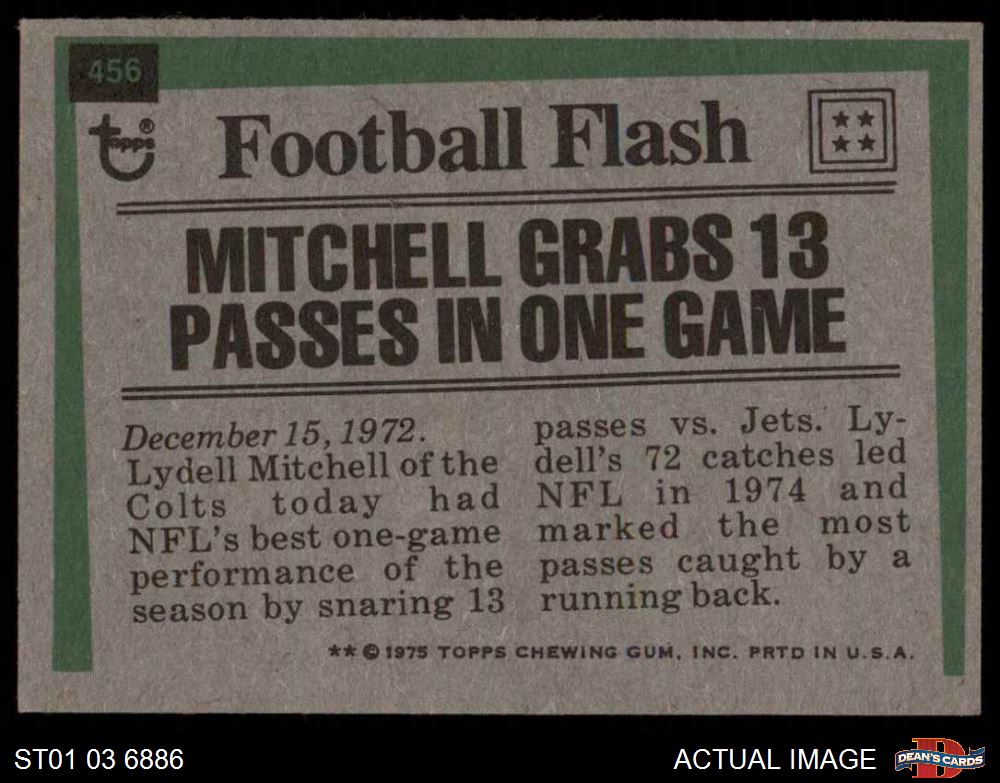 456
topps®
Football Flash
MITCHELL GRABS 13
PASSES IN ONE GAME
December 15, 1972.
Lydell Mitchell of the
Colts today had
NFL's best one-game
performance of the
season by snaring 13
passes vs. Jets. Ly-
dell's 72 catches led
NFL in 1974 and
marked the most
passes caught by a
running back.
** © 1975 TOPPS CHEWING GUM, INC. PRTD IN U.S.A.
ST01 03 6886
ACTUAL IMAGE
DEAN'S CARDS